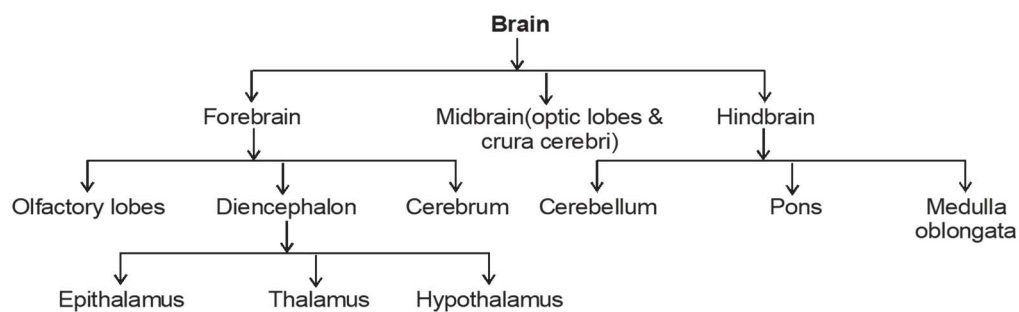 Brain
Forebrain
Midbrain(optic lobes &
crura cerebri)
Hindbrain
Olfactory lobes
Diencephalon
Cerebrum
Cerebellum
Pons
Medulla
oblongata
Epithalamus
Thalamus
Hypothalamus